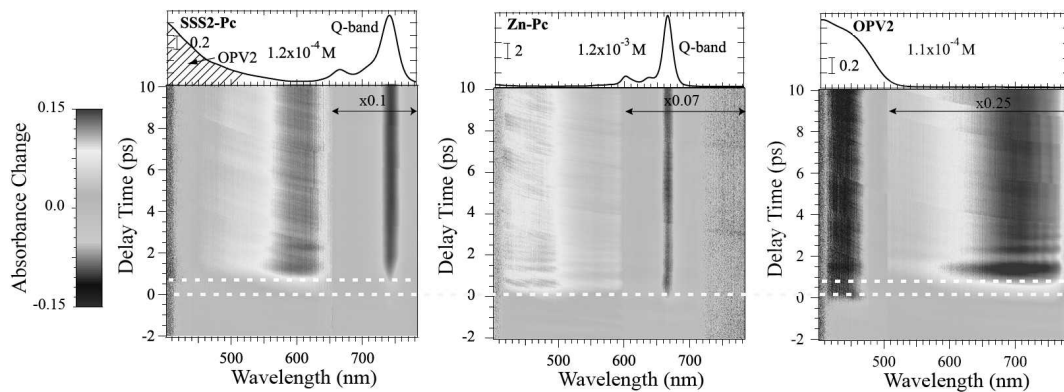 SSS2-Pc
0.2
OPV2
1.2x10⁻⁴ M
Q-band
Zn-Pc
2
1.2x10⁻³ M
Q-band
OPV2
0.2
1.1x10⁻⁴ M
Absorbance Change
0.15
0.0
-0.15
Delay Time (ps)
10
8
6
4
2
0
-2
x0.1
500
600
700
Wavelength (nm)
Delay Time (ps)
10
8
6
4
2
0
-2
x0.07
500
600
700
Wavelength (nm)
Delay Time (ps)
10
8
6
4
2
0
-2
x0.25
500
600
700
Wavelength (nm)